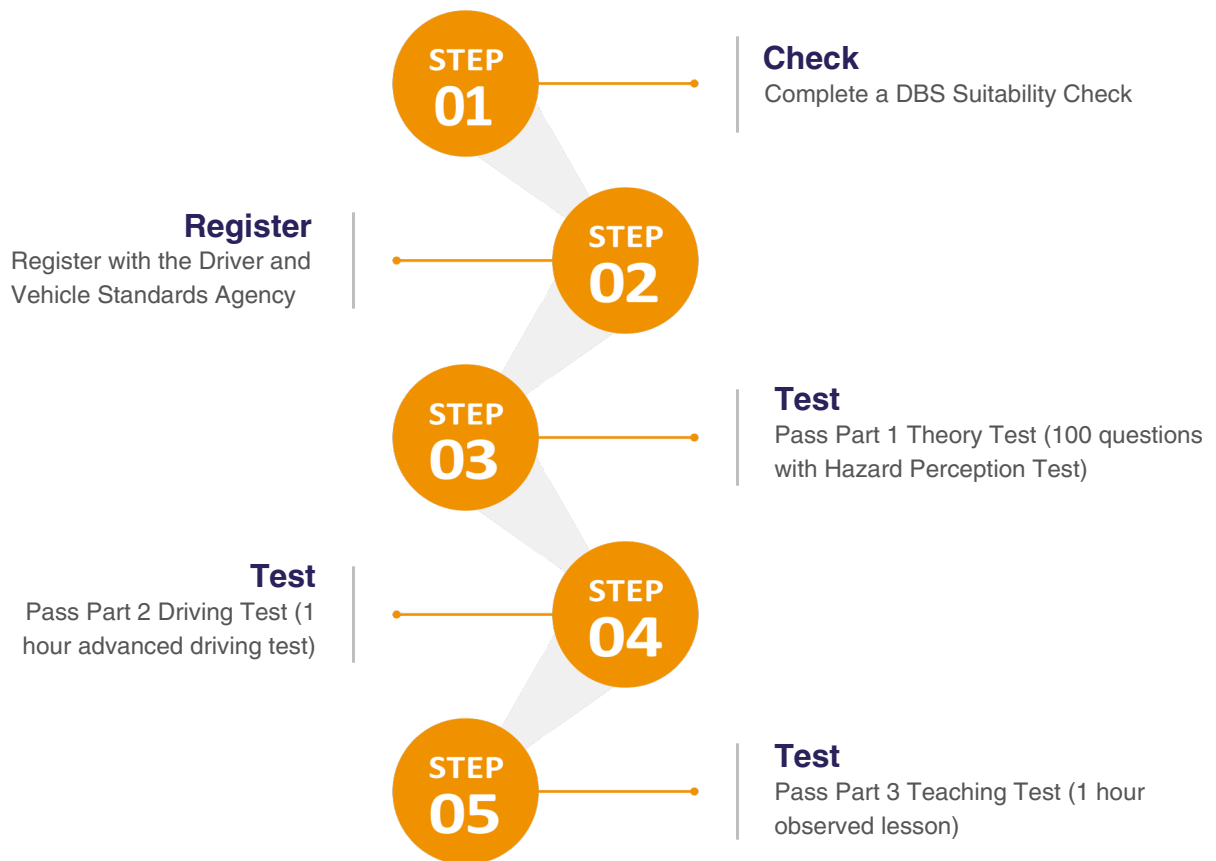 STEP
01
Check
Complete a DBS Suitability Check
Register
Register with the Driver and
Vehicle Standards Agency
STEP
02
STEP
03
Test
Pass Part 1 Theory Test (100 questions
with Hazard Perception Test)
Test
Pass Part 2 Driving Test (1
hour advanced driving test)
STEP
04
STEP
05
Test
Pass Part 3 Teaching Test (1 hour
observed lesson)